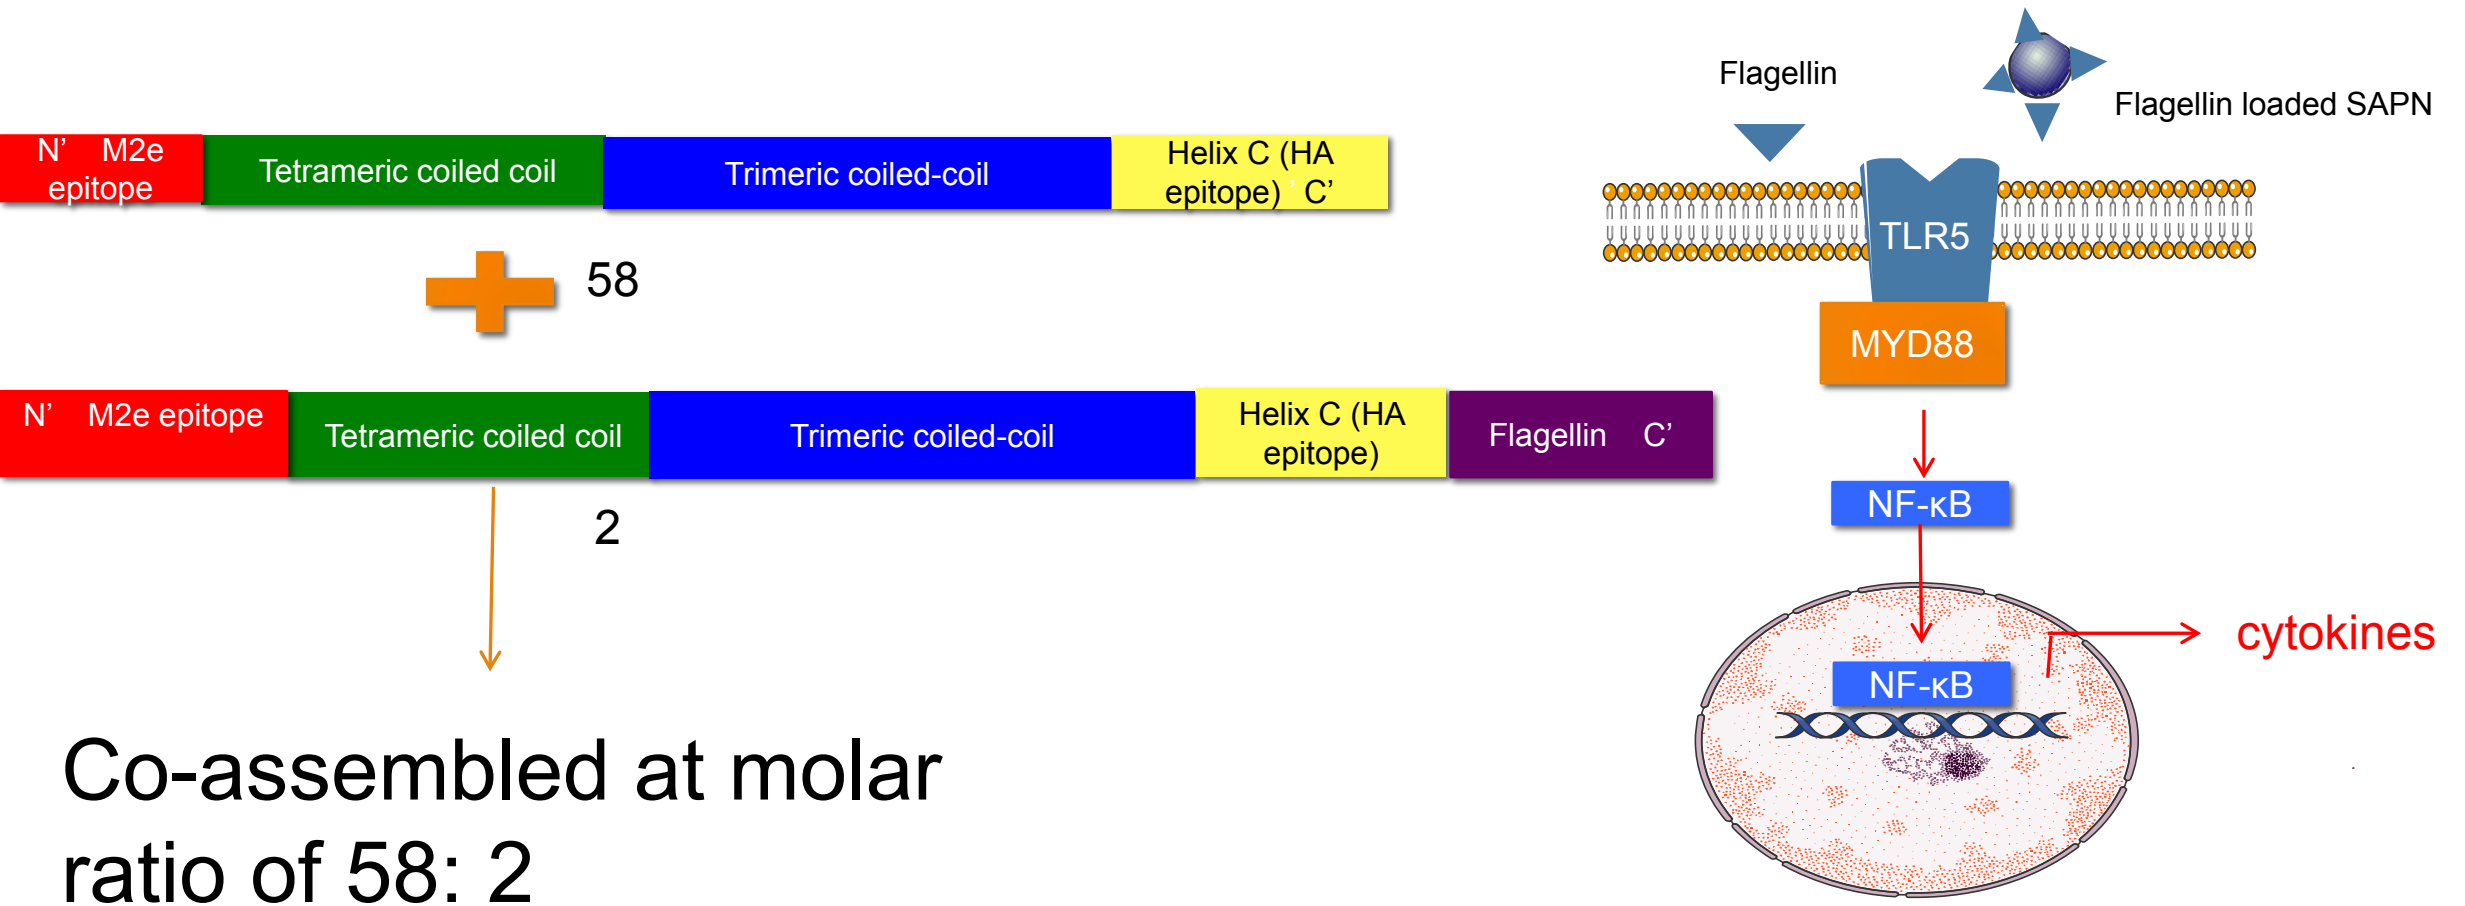 N’ M2e
epitope
Tetrameric coiled coil
Trimeric coiled-coil
Helix C (HA
epetope) ’ C’
58
N’ M2e epitope
Tetrameric coiled coil
Trimeric coiled-coil
Helix C (HA
epitope)
Flagellin C’
2
Co-assembled at molar
ratio of 58: 2
Flagellin
Flagellin loaded SAPN
TLR5
MYD88
NF-κB
NF-κB
cytokines